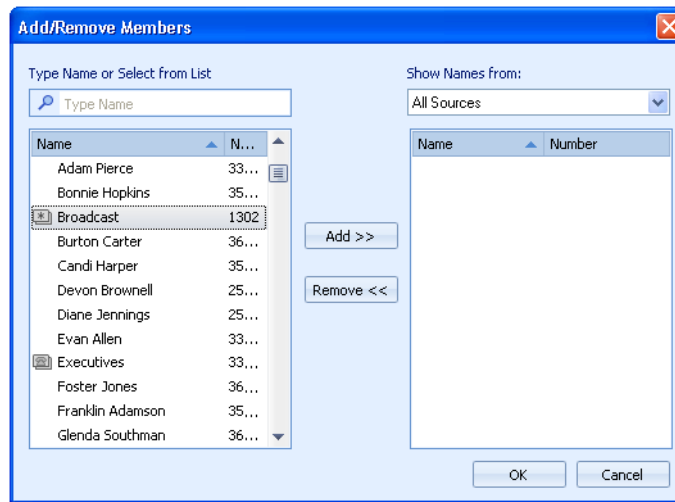 Add/Remove Members
Type Name or Select from List
Show Names from:
Type Name
All Sources
Name N...
Name Number
Adam Pierce 33...
Bonnie Hopkins 35...
Broadcast 1302
Burton Carter 36...
Candi Harper 35...
Devon Brownell 25...
Diane Jennings 25...
Evan Allen 33...
Executives 33...
Foster Jones 36...
Franklin Adamson 35...
Glenda Southman 36...
Add >>
Remove <<
OK
Cancel